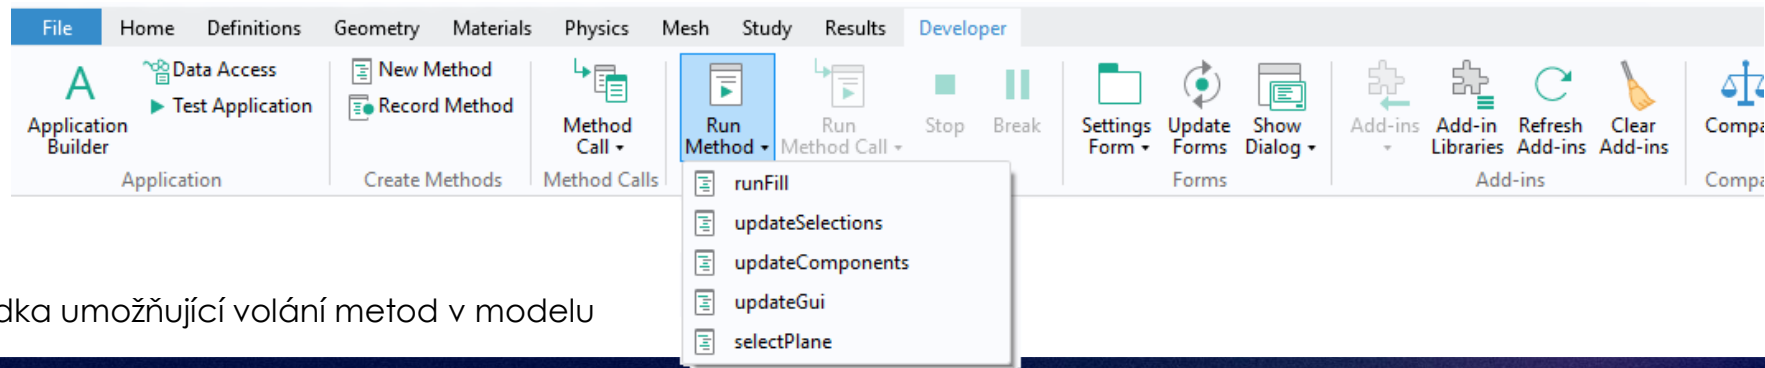 File Home Definitions Geometry Materials Physics Mesh Study Results Developer
Application Builder
Data Access
Test Application
Application
New Method
Record Method
Create Methods
Method Call
Method Calls
Run Method
Run Method Call
Stop
Break
Settings Form
Update Forms
Show Dialog
Forms
Add-ins
Add-in Libraries
Refresh Add-ins
Clear Add-ins
Add-ins
runFill
updateSelections
updateComponents
updateGui
selectPlane
umožňující volání metod v modelu